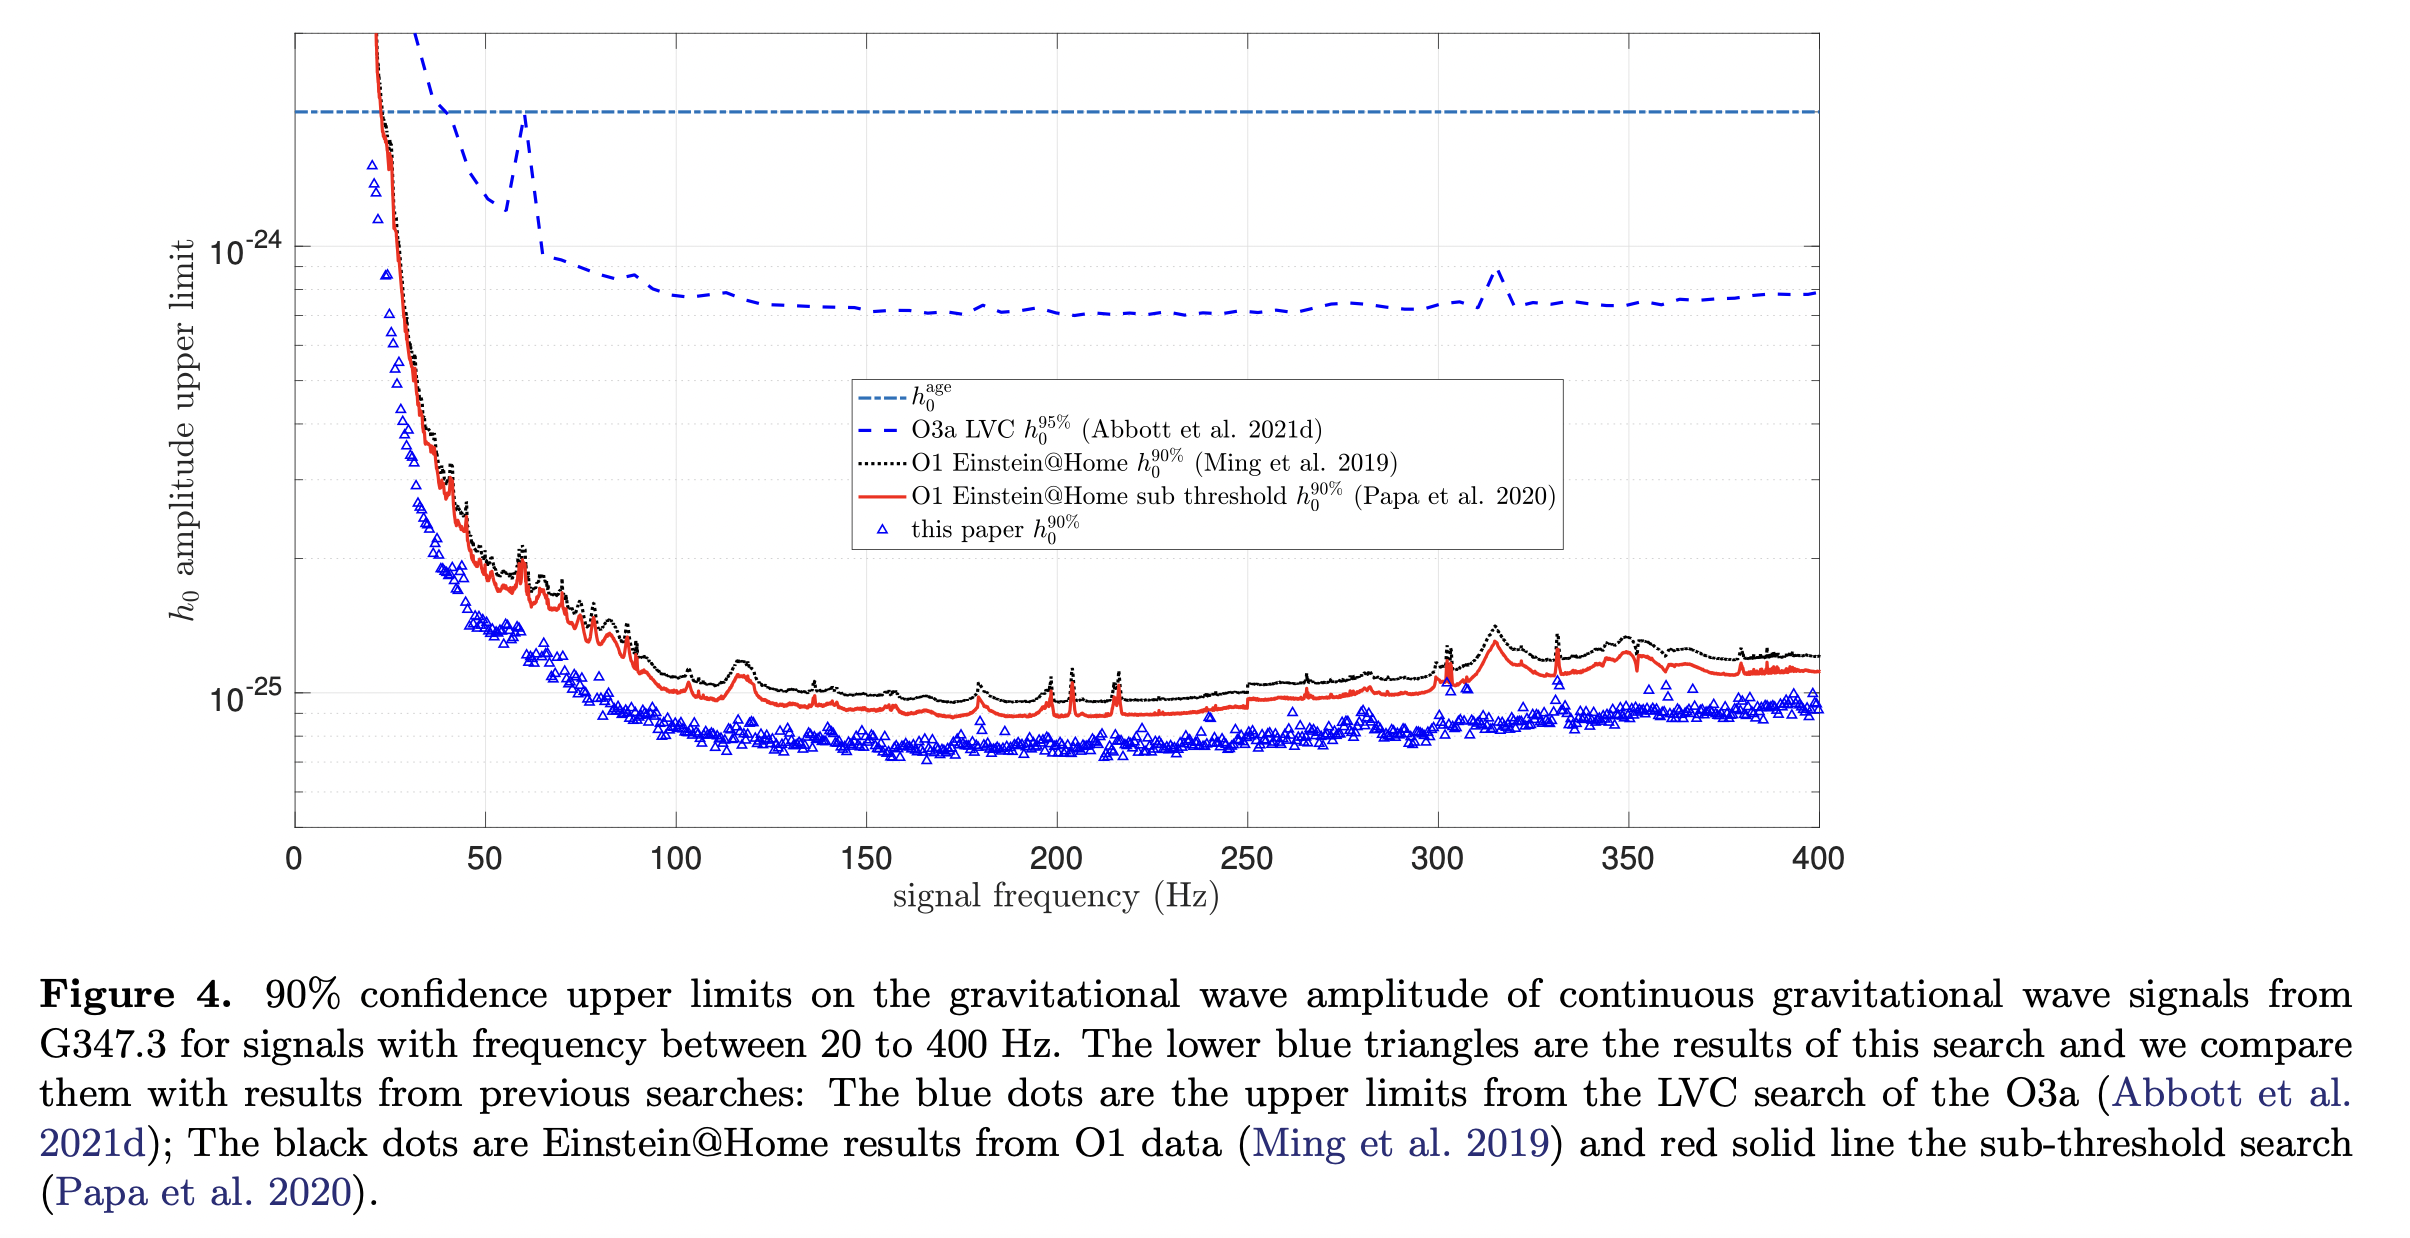 10^-24
10^-25
h_0 amplitude upper limit
h_0^age
O3a LVC h_0^95% (Abbott et al. 2021d)
O1 Einstein@Home h_0^90% (Ming et al. 2019)
O1 Einstein@Home sub threshold h_0^90% (Papa et al. 2020)
this paper h_0^90%
0 50 100 150 200 250 300 350 400
signal frequency (Hz)
Figure 4. 90% confidence upper limits on the gravitational wave amplitude of continuous gravitational wave signals from
G347.3 for signals with frequency between 20 to 400 Hz. The lower blue triangles are the results of this search and we compare
them with results from previous searches: The blue dots are the upper limits from the LVC search of the O3a (Abbott et al.
2021d); The black dots are Einstein@Home results from O1 data (Ming et al. 2019) and red solid line the sub-threshold search
(Papa et al. 2020).